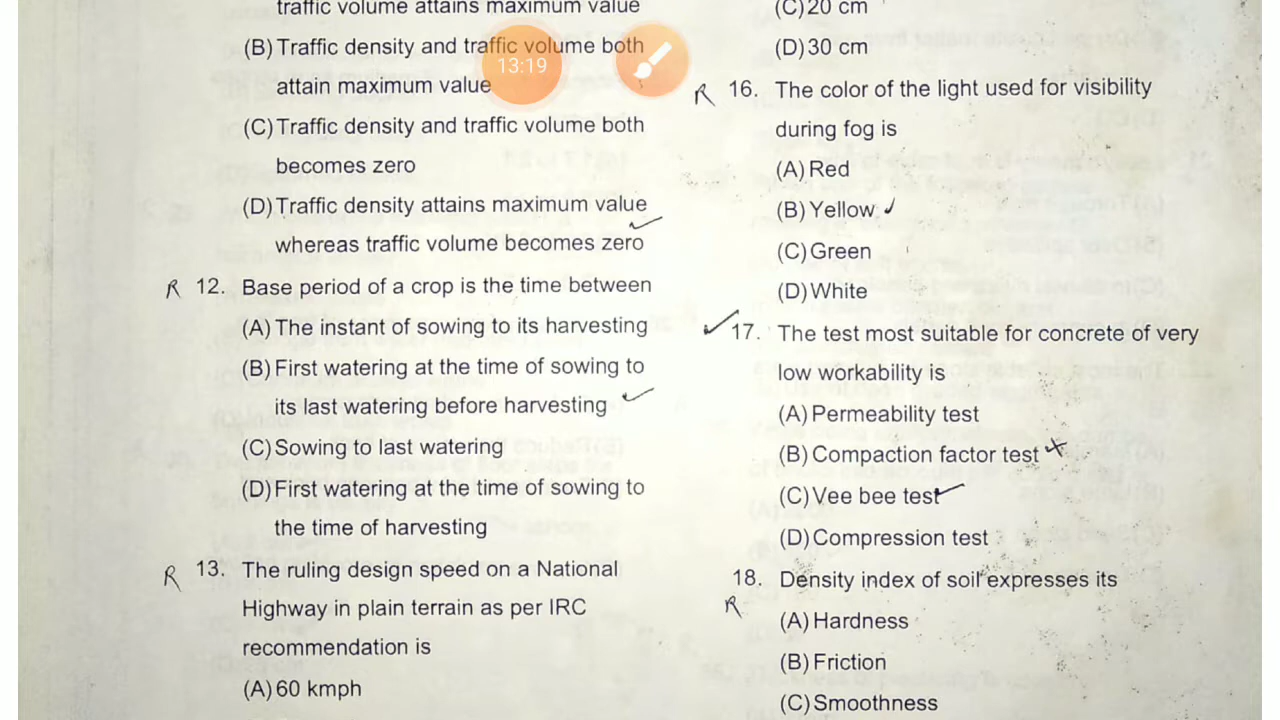 traffic volume attains maximum value
(B) Traffic density and traffic volume both
attain maximum value
(C) Traffic density and traffic volume both
becomes zero
(D) Traffic density attains maximum value
whereas traffic volume becomes zero
R 12. Base period of a crop is the time between
(A) The instant of sowing to its harvesting
(B) First watering at the time of sowing to
its last watering before harvesting
(C) Sowing to last watering
(D) First watering at the time of sowing to
the time of harvesting
R 13. The ruling design speed on a National
Highway in plain terrain as per IRC
recommendation is
(A) 60 kmph
13:19
(C) 20 cm
(D) 30 cm
R 16. The color of the light used for visibility
during fog is
(A) Red
(B) Yellow
(C) Green
(D) White
17. The test most suitable for concrete of very
low workability is
(A) Permeability test
(B) Compaction factor test
(C) Vee bee test
(D) Compression test
18. Density index of soil expresses its
R
(A) Hardness
(B) Friction
(C) Smoothness